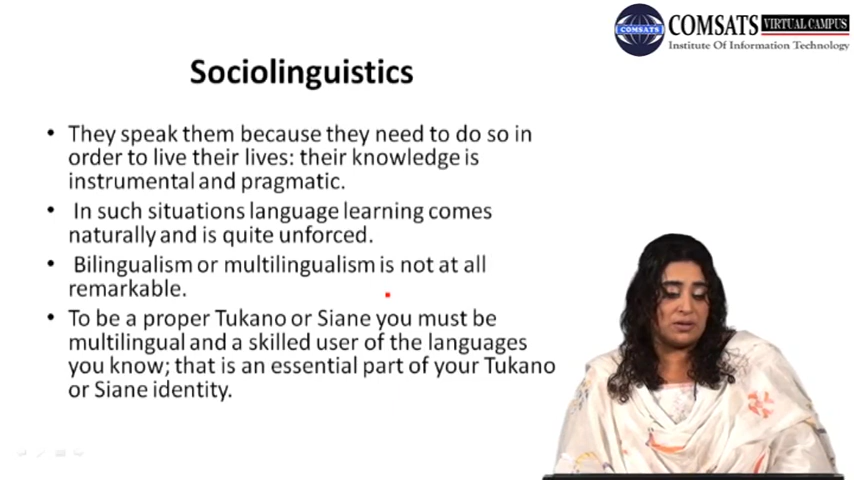 COMSATS VIRTUAL CAMPUS
COMSATS
Institute Of Information Technology
Sociolinguistics
• They speak them because they need to do so in
order to live their lives: their knowledge is
instrumental and pragmatic.
• In such situations language learning comes
naturally and is quite unforced.
• Bilingualism or multilingualism is not at all
remarkable.
• To be a proper Tukano or Siane you must be
multilingual and a skilled user of the languages
you know; that is an essential part of your Tukano
or Siane identity.